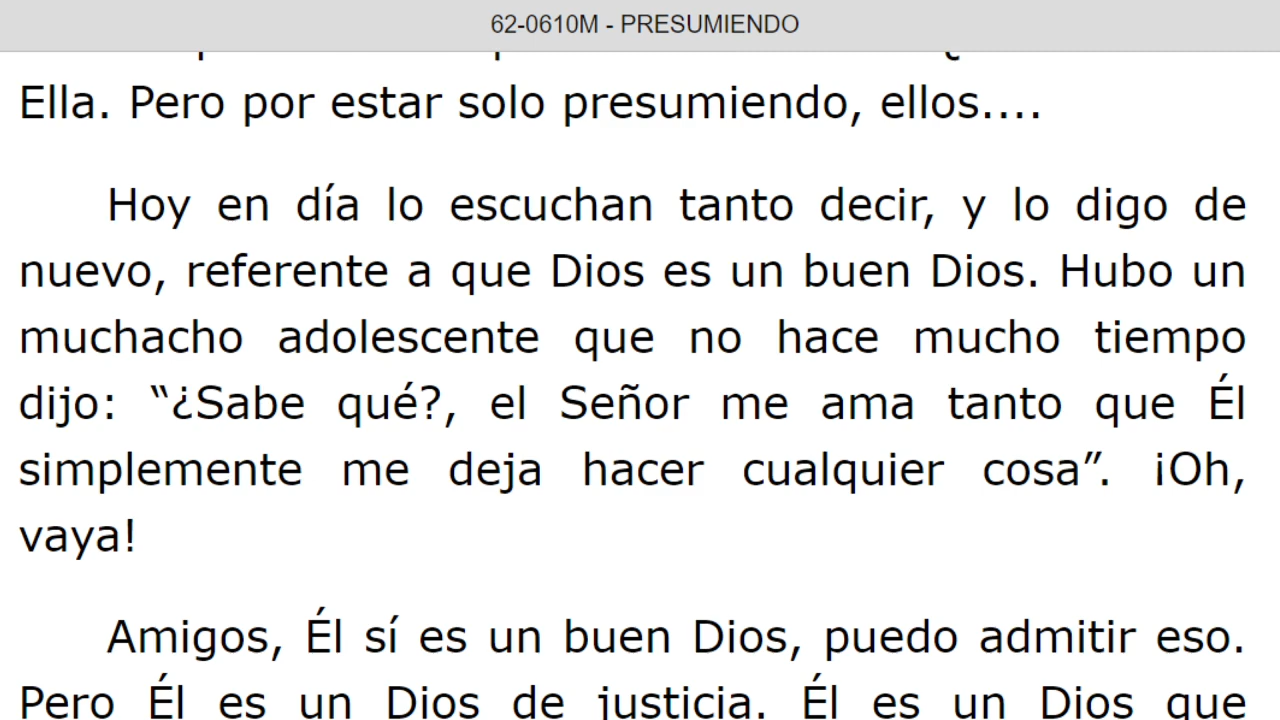 62-0610M - PRESUMIENDO
Ella. Pero por estar solo presumiendo, ellos....
Hoy en día lo escuchan tanto decir, y lo digo de
nuevo, referente a que Dios es un buen Dios. Hubo un
muchacho adolescente que no hace mucho tiempo
dijo: “¿Sabe qué?, el Señor me ama tanto que Él
simplemente me deja hacer cualquier cosa”. ¡Oh,
vaya!
Amigos, Él sí es un buen Dios, puedo admitir eso.
Pero Él es un Dios de justicia. Él es un Dios que